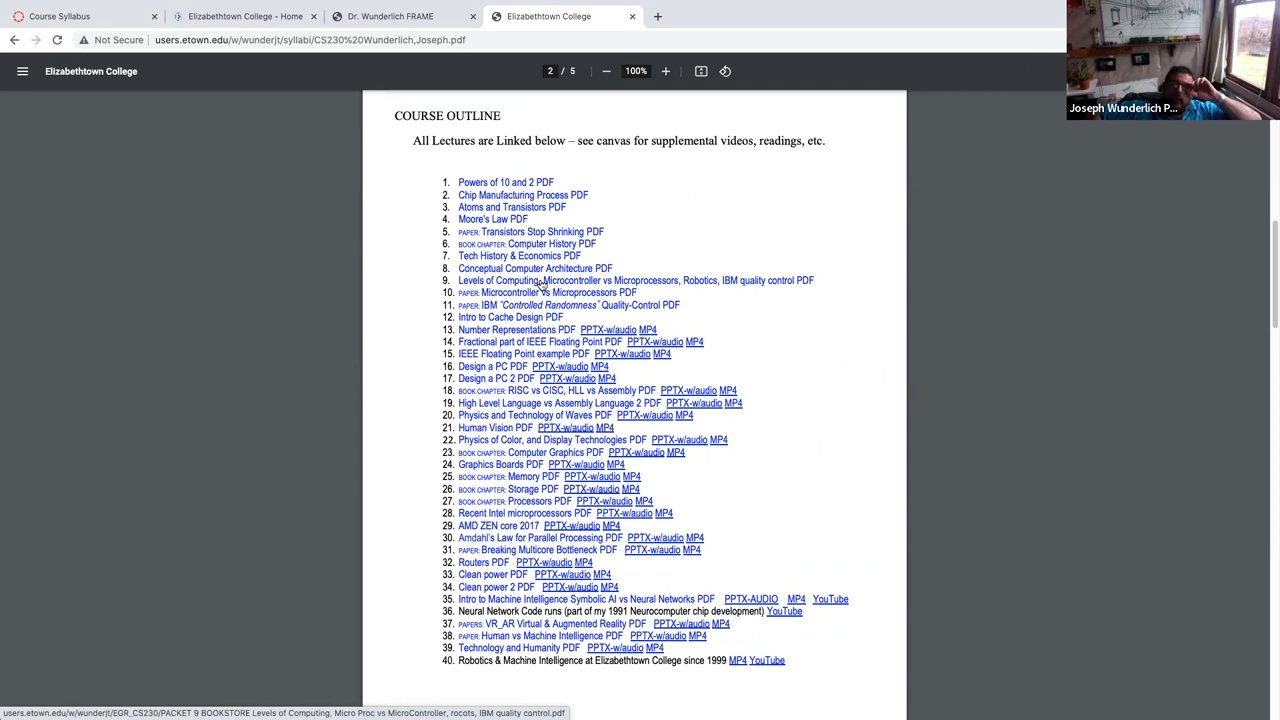 Course Syllabus
Elizabethtown College - Home
Dr. Wunderlich FRAME
Elizabethtown College
Not Secure
users.etown.edu/w/wunderjt/syllabi/CS230%20Wunderlich,Joseph.pdf
Elizabethtown College
2 / 5
100%
Joseph Wunderlich P...
COURSE OUTLINE
All Lectures are Linked below – see canvas for supplemental videos, readings, etc.
1. Powers of 10 and 2 PDF
2. Chip Manufacturing Process PDF
3. Atoms and Transistors PDF
4. Moore's Law PDF
5. PAPER: Transistors Stop Shrinking PDF
6. BOOK CHAPTER: Computer History PDF
7. Tech History & Economics PDF
8. Conceptual Computer Architecture PDF
9. Levels of Computing, Microcontroller vs Microprocessors, Robotics, IBM quality control PDF
10. PAPER: Microcontroller vs Microprocessors PDF
11. PAPER: IBM "Controlled Randomness" Quality-Control PDF
12. Intro to Cache Design PDF
13. Number Representations PDF PPTX-w/audio MP4
14. Fractional part of IEEE Floating Point PDF PPTX-w/audio MP4
15. IEEE Floating Point example PDF PPTX-w/audio MP4
16. Design a PC PDF PPTX-w/audio MP4
17. Design a PC 2 PDF PPTX-w/audio MP4
18. BOOK CHAPTER: RISC vs CISC, HLL vs Assembly PDF PPTX-w/audio MP4
19. High Level Language vs Assembly Language 2 PDF PPTX-w/audio MP4
20. Physics and Technology of Waves PDF PPTX-w/audio MP4
21. Human Vision PDF PPTX-w/audio MP4
22. Physics of Color, and Display Technologies PDF PPTX-w/audio MP4
23. BOOK CHAPTER: Computer Graphics PDF PPTX-w/audio MP4
24. Graphics Boards PDF PPTX-w/audio MP4
25. BOOK CHAPTER: Memory PDF PPTX-w/audio MP4
26. BOOK CHAPTER: Storage PDF PPTX-w/audio MP4
27. BOOK CHAPTER: Processors PDF PPTX-w/audio MP4
28. Recent Intel microprocessors PDF PPTX-w/audio MP4
29. AMD ZEN core 2017 PPTX-w/audio MP4
30. Amdahl's Law for Parallel Processing PDF PPTX-w/audio MP4
31. PAPER: Breaking Multicore Bottleneck PDF PPTX-w/audio MP4
32. Routers PDF PPTX-w/audio MP4
33. Clean power PDF PPTX-w/audio MP4
34. Clean power 2 PDF PPTX-w/audio MP4
35. Intro to Machine Intelligence Symbolic AI vs Neural Networks PDF PPTX-AUDIO MP4 YouTube
36. Neural Network Code runs (part of my 1991 Neurocomputer chip development) YouTube
37. PAPERS: VR_AR Virtual & Augmented Reality PDF PPTX-w/audio MP4
38. PAPER: Human vs Machine Intelligence PDF PPTX-w/audio MP4
39. Technology and Humanity PDF PPTX-w/audio MP4
40. Robotics & Machine Intelligence at Elizabethtown College since 1999 MP4 YouTube
users.etown.edu/w/wunderjt/EGR_CS230/PACKET 9 BOOKSTORE Levels of Computing, Micro Proc vs MicroController, rocots, IBM quality control.pdf